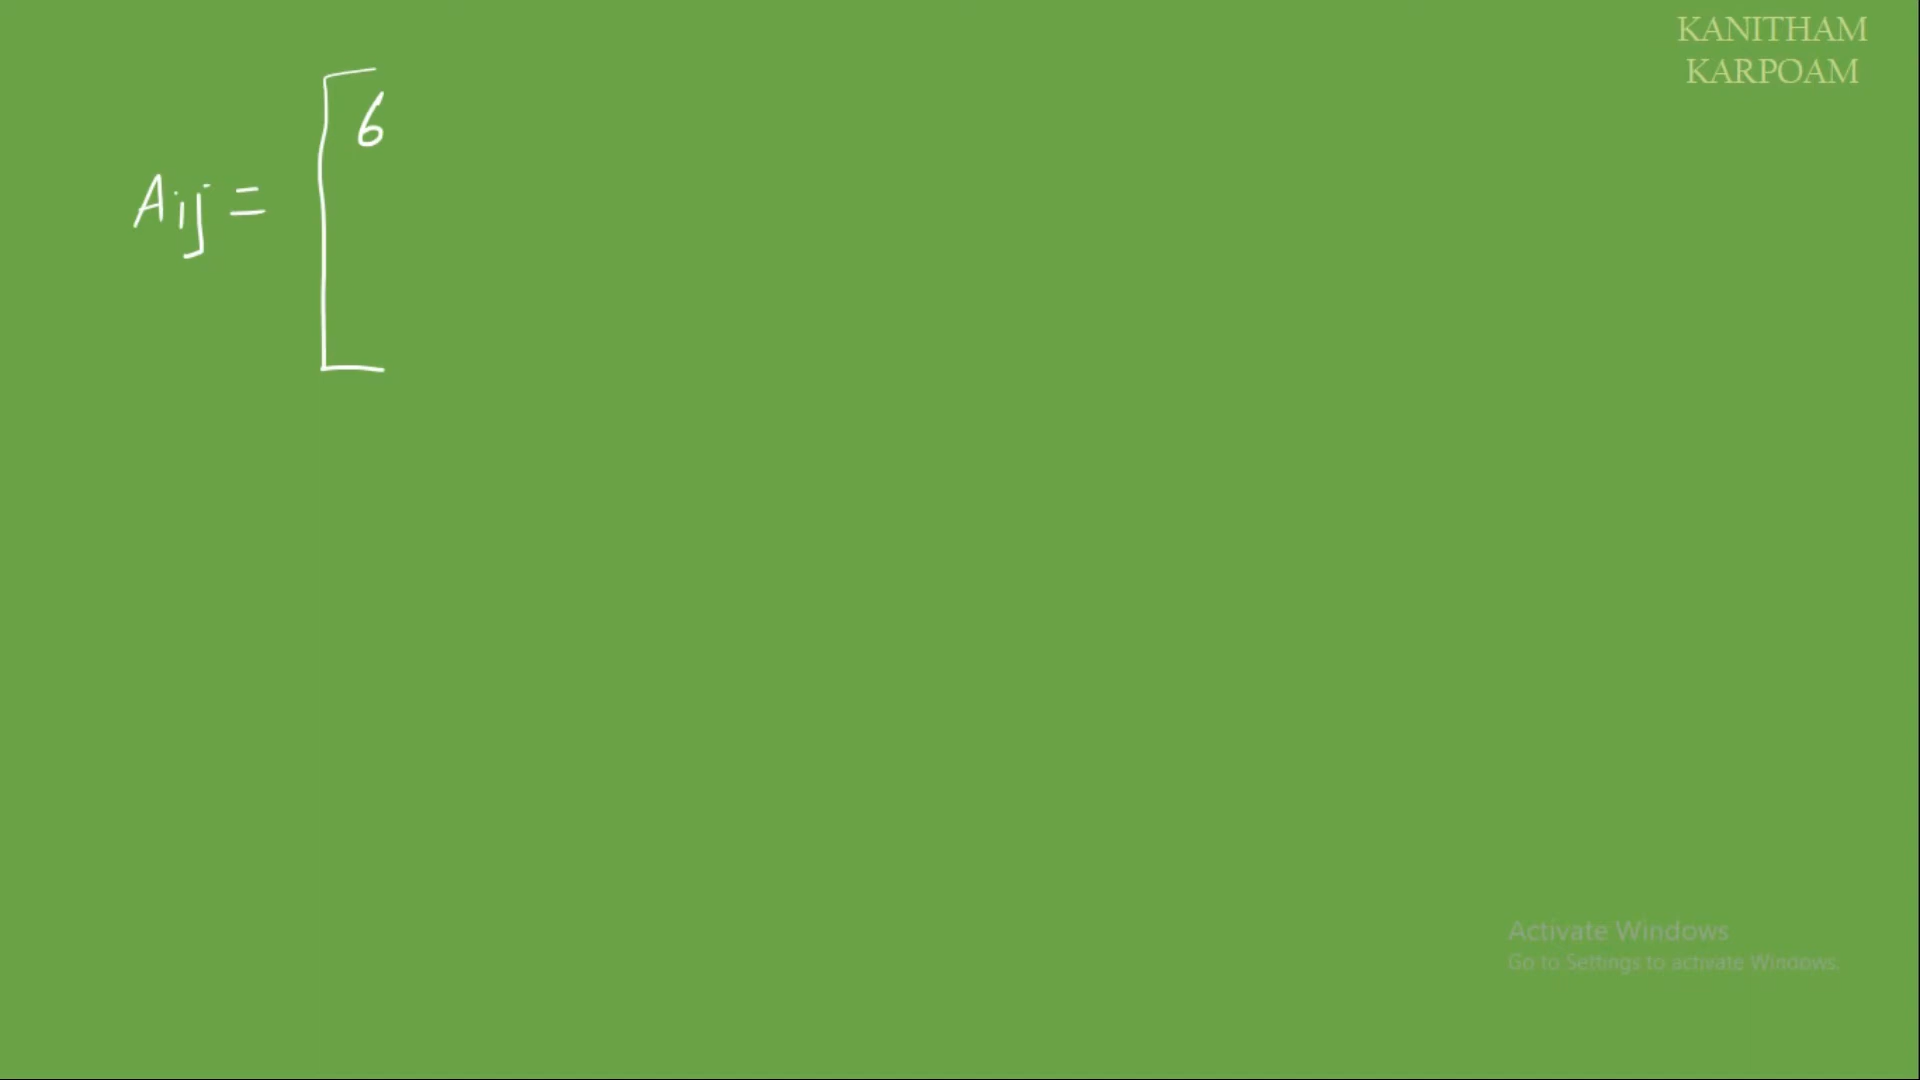 KANITHAM
KARPOAM
6
Aij =
Activate Windows
Go to Settings to activate Windows.